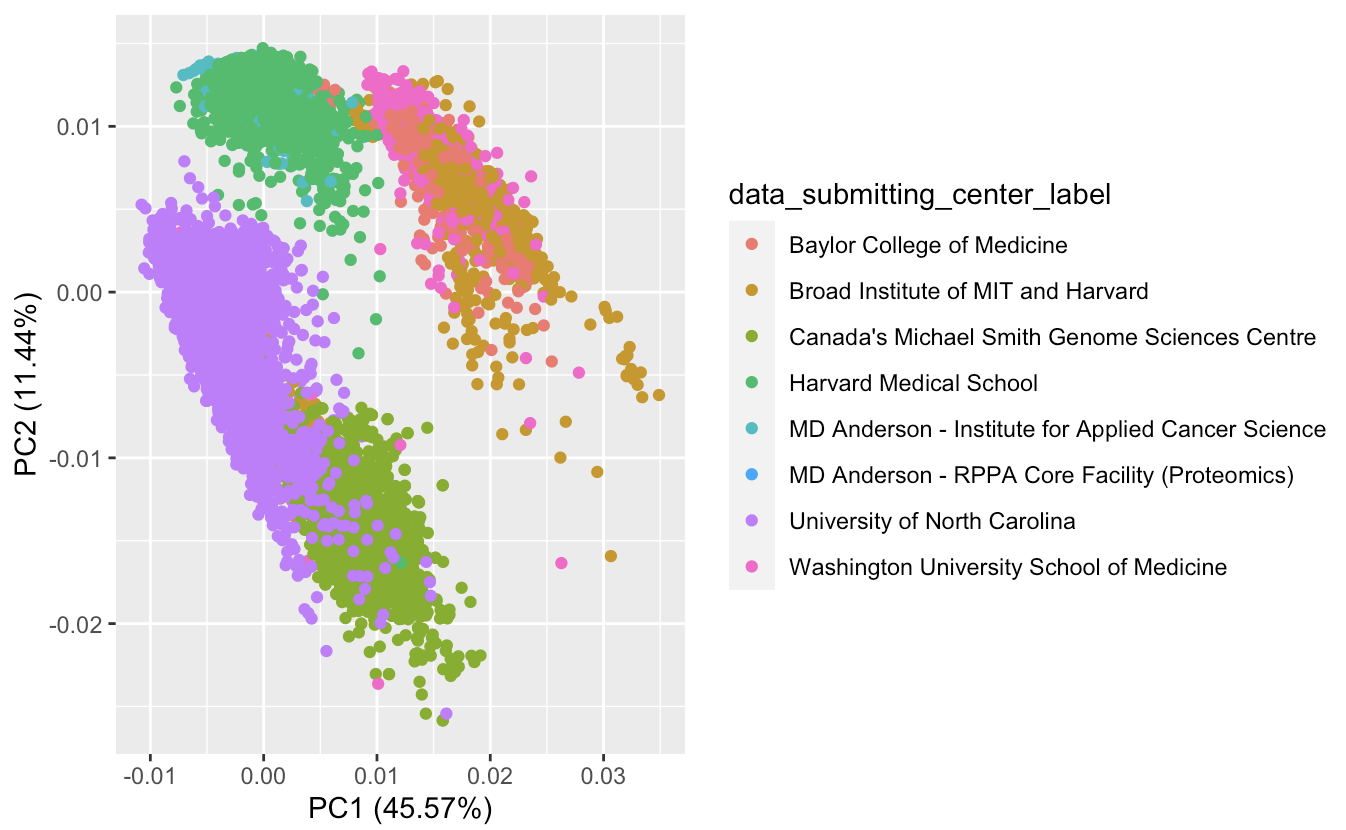 0.01
0.00
-0.01
-0.02
PC2 (11.44%)
-0.01
0.00
0.01
0.02
0.03
PC1 (45.57%)
data_submitting_center_label
Baylor College of Medicine
Broad Institute of MIT and Harvard
Canada's Michael Smith Genome Sciences Centre
Harvard Medical School
MD Anderson - Institute for Applied Cancer Science
MD Anderson - RPPA Core Facility (Proteomics)
University of North Carolina
Washington University School of Medicine